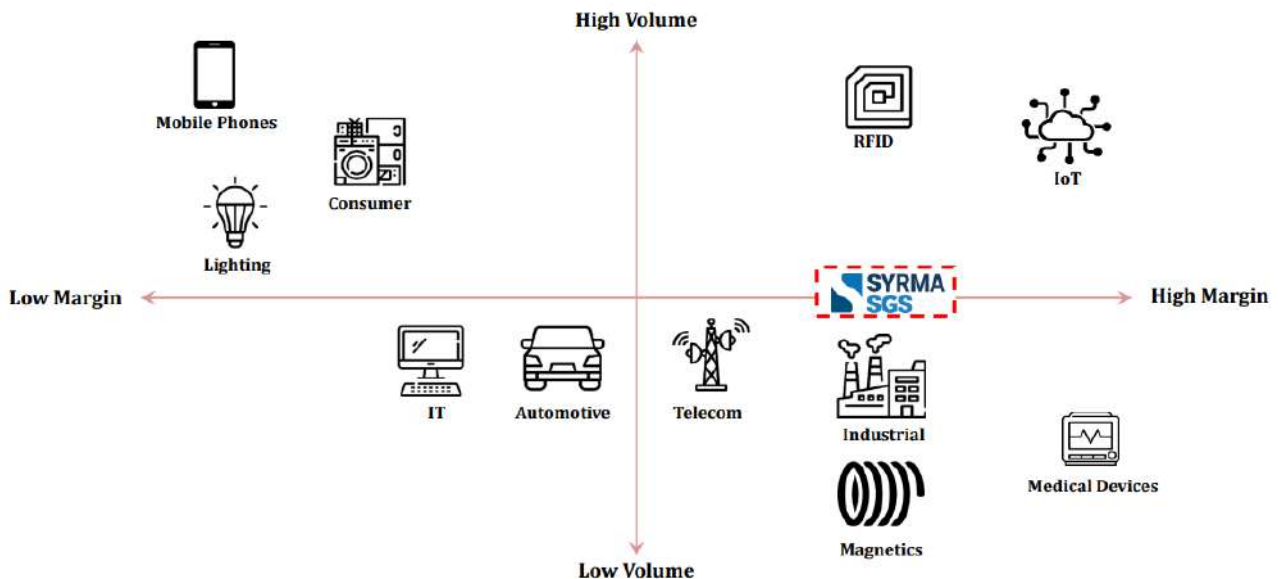 High Volume
Mobile Phones
RFID
IoT
Consumer
Lighting
Low Margin
SYRMA
SGS
High Margin
IT
Automotive
Telecom
Industrial
Medical Devices
Magnetics
Low Volume